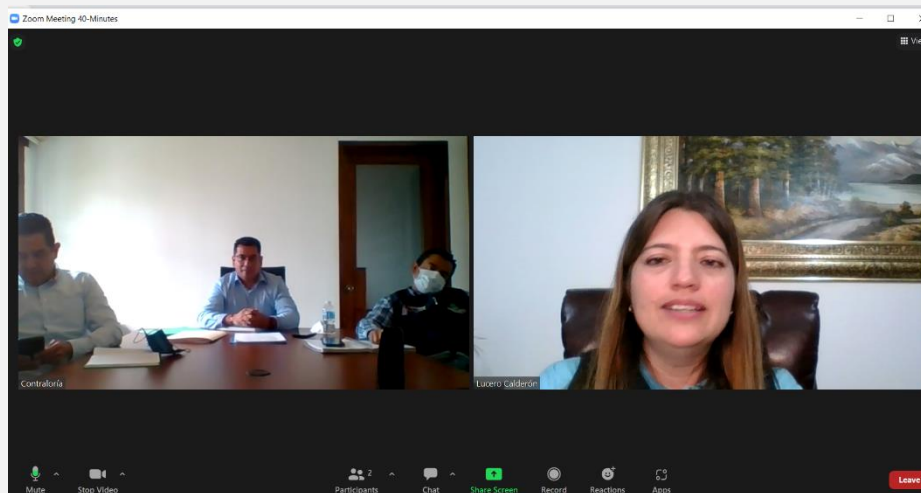 Zoom Meeting 40-Minutes
Contraloría
Lucero Calderón
Mute
Stop Video
Participants
2
Chat
Share Screen
Record
Reactions
Apps
Leave